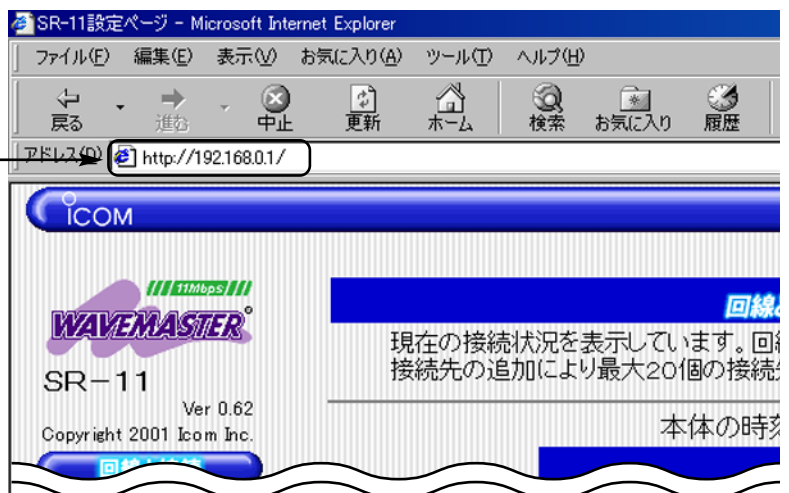 SR-11設定ページ - Microsoft Internet Explorer
ファイル(F) 編集(E) 表示(V) お気に入り(A) ツール(T) ヘルプ(H)
戻る 進む 中止 更新 ホーム 検索 お気に入り 履歴
アドレス(D) http://192.168.0.1/
ICOM
11Mbps
WAVEMASTER
SR-11
Ver 0.62
Copyright 2001 Icom Inc.
回線
現在の接続状況を表示しています。回
接続先の追加により最大20個の接続
本体の時